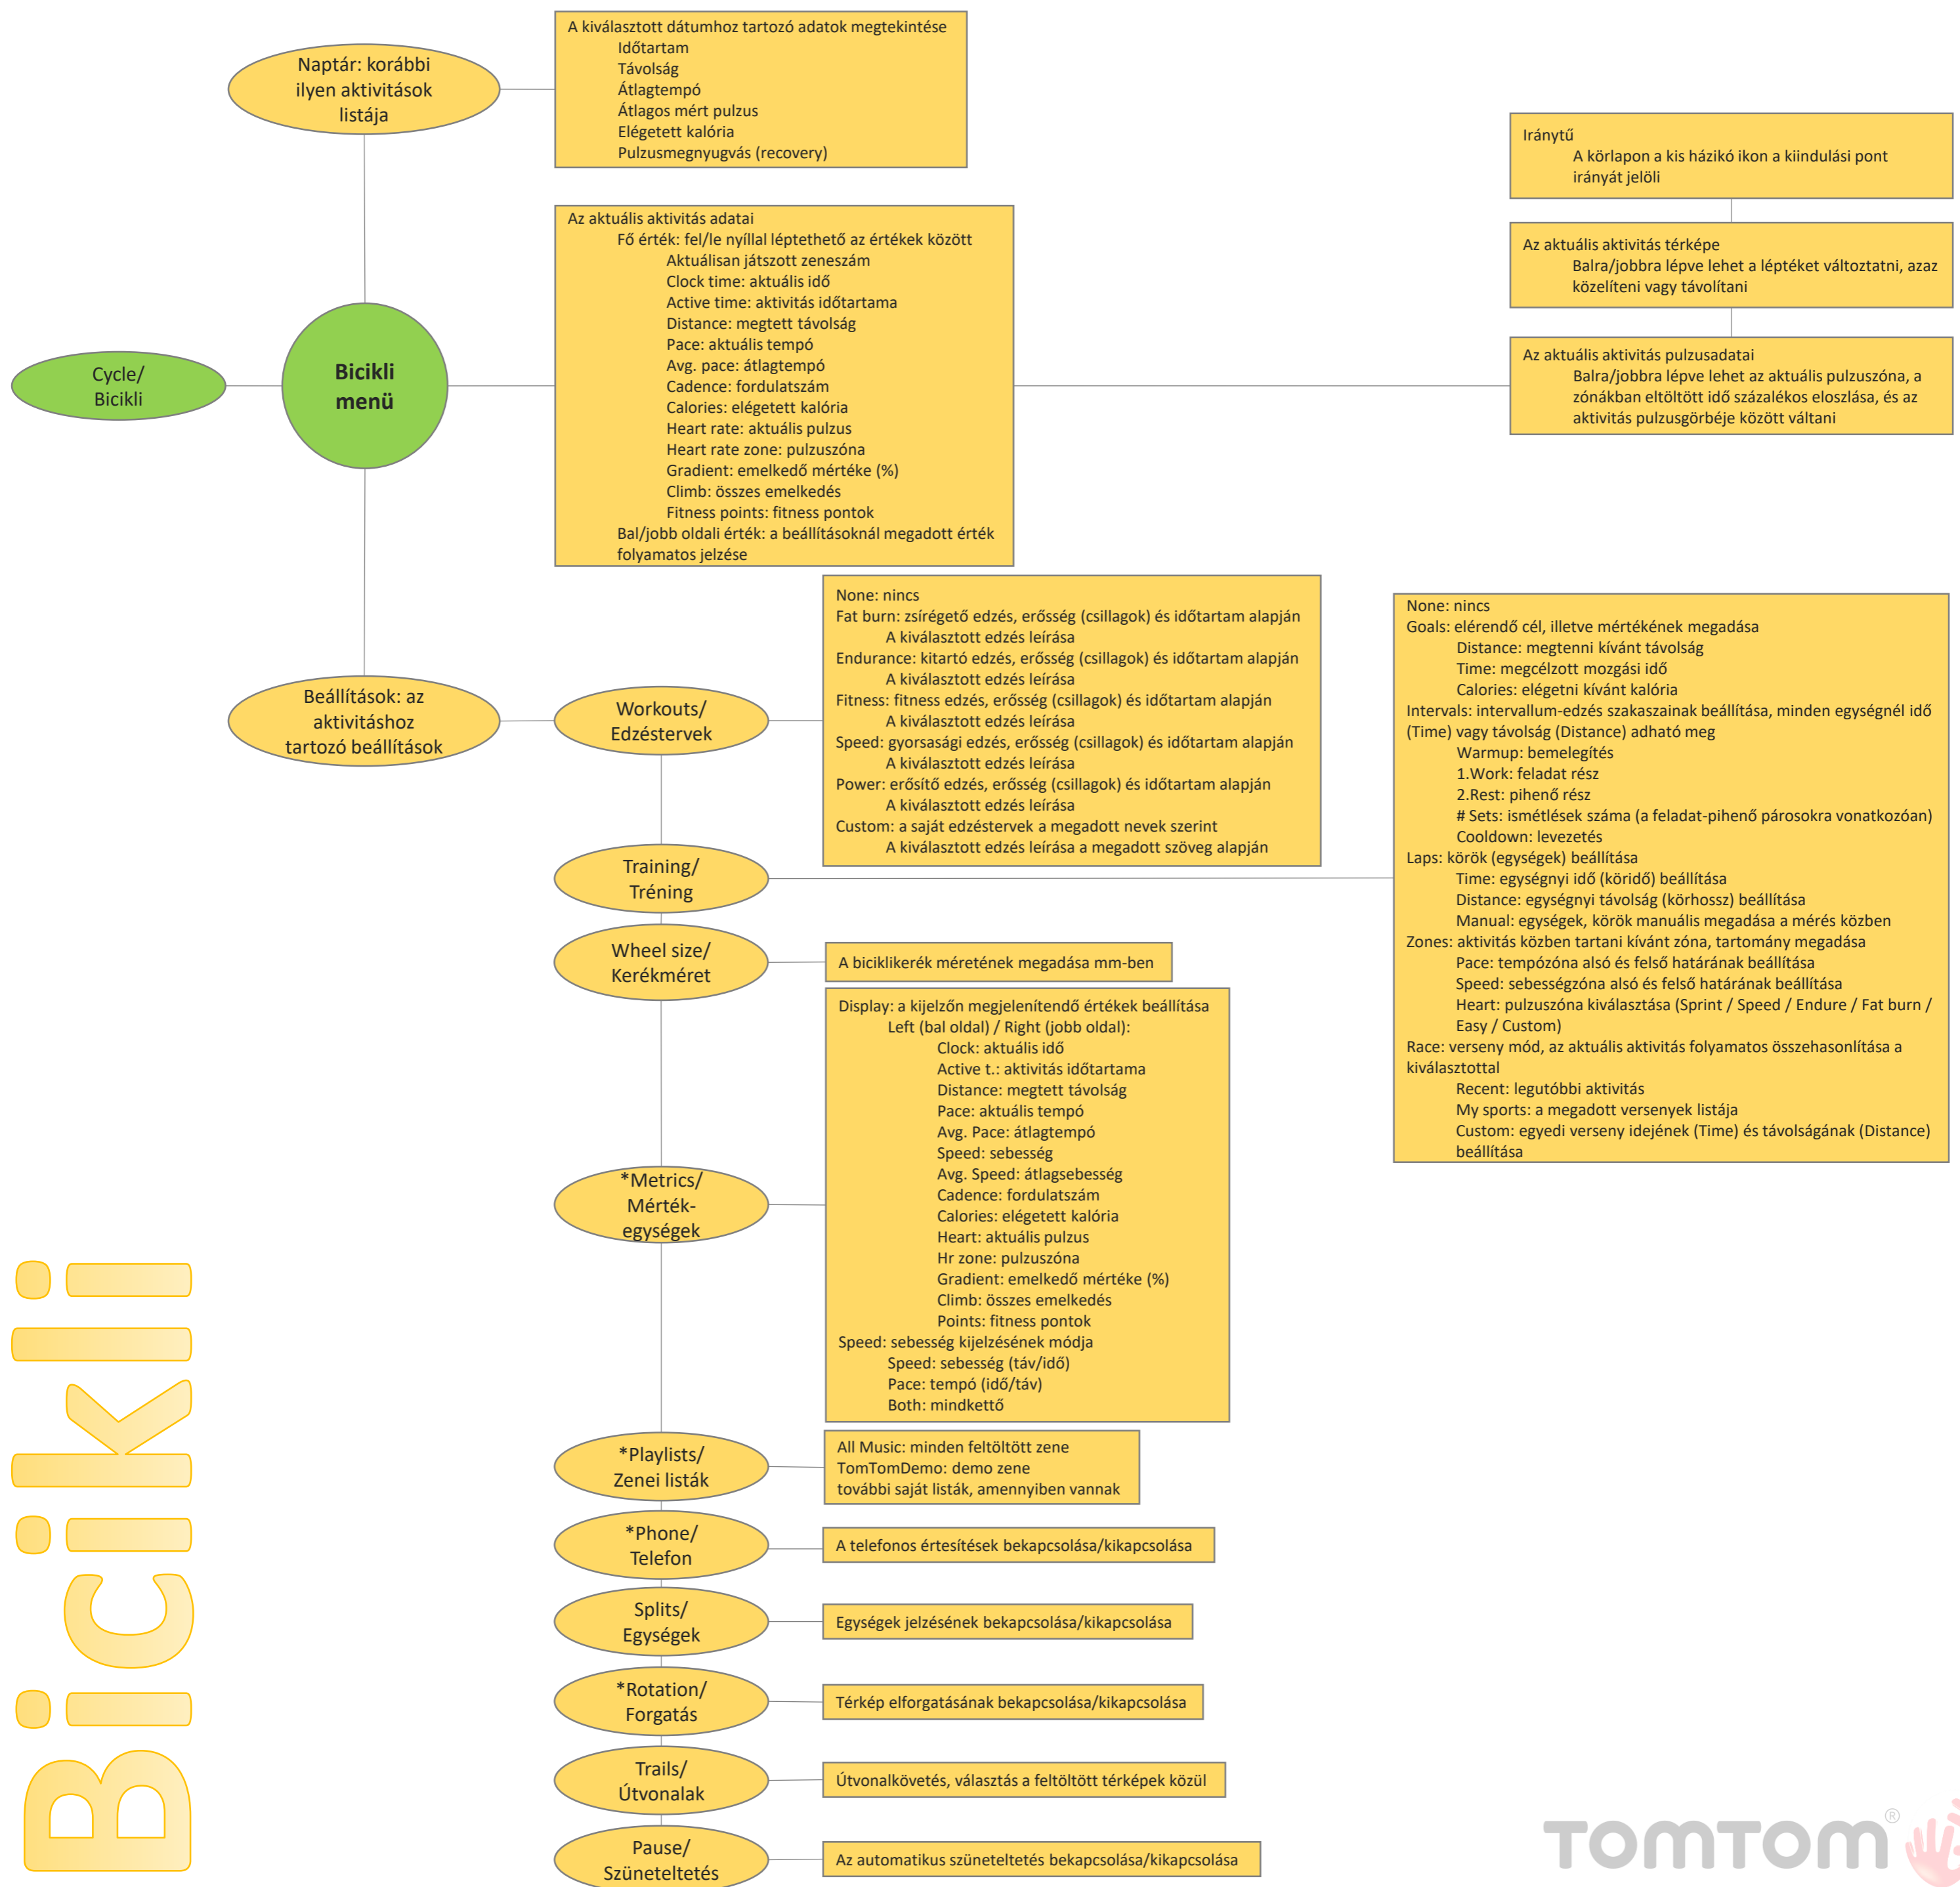 A kiválasztott dátumhoz tartozó adatok megtekintése
Időtartam
Távolság
Átlagtempó
Átlagos mért pulzus
Elégetett kalória
Pulzusmegnyugvás (recovery)
Naptár: korábbi
ilyen aktivitások
listája
Iránytű
A körlapon a kis házikó ikon a kiindulási pont
irányát jelöli
Az aktuális aktivitás térképe
Balra/jobbra lépve lehet a léptéket változtatni, azaz
közelíteni vagy távolítani
Az aktuális aktivitás pulzusadatai
Balra/jobbra lépve lehet az aktuális pulzuszóna, a
zónákban eltöltött idő százalékos eloszlása, és az
aktivitás pulzusgörbéje között váltani
Az aktuális aktivitás adatai
Fő érték: fel/le nyíllal léptethető az értékek között
Aktuálisan játszott zeneszám
Clock time: aktuális idő
Active time: aktivitás időtartama
Distance: megtett távolság
Pace: aktuális tempó
Avg. pace: átlagtempó
Cadence: fordulatszám
Calories: elégetett kalória
Heart rate: aktuális pulzus
Heart rate zone: pulzuszóna
Gradient: emelkedő mértéke (%)
Climb: összes emelkedés
Fitness points: fitness pontok
Bal/jobb oldali érték: a beállításoknál megadott érték
folyamatos jelzése
Cycle/
Bicikli
Bicikli
menü
Beállítások: az
aktivitáshoz
tartozó beállítások
Workouts/
Edzéstervek
None: nincs
Fat burn: zsírégető edzés, erősség (csillagok) és időtartam alapján
A kiválasztott edzés leírása
Endurance: kitartó edzés, erősség (csillagok) és időtartam alapján
A kiválasztott edzés leírása
Fitness: fitness edzés, erősség (csillagok) és időtartam alapján
A kiválasztott edzés leírása
Speed: gyorsasági edzés, erősség (csillagok) és időtartam alapján
A kiválasztott edzés leírása
Power: erősítő edzés, erősség (csillagok) és időtartam alapján
A kiválasztott edzés leírása
Custom: a saját edzéstervek a megadott nevek szerint
A kiválasztott edzés leírása a megadott szöveg alapján
Training/
Tréning
None: nincs
Goals: elérendő cél, illetve mértékének megadása
Distance: megtenni kívánt távolság
Time: megcélzott mozgási idő
Calories: elégetni kívánt kalória
Intervals: intervallum-edzés szakaszainak beállítása, minden egységnél idő
(Time) vagy távolság (Distance) adható meg
Warmup: bemelegítés
1.Work: feladat rész
2.Rest: pihenő rész
# Sets: ismétlések száma (a feladat-pihenő párosokra vonatkozóan)
Cooldown: levezetés
Laps: körök (egységek) beállítása
Time: egységnyi idő (köridő) beállítása
Distance: egységnyi távolság (körhossz) beállítása
Manual: egységek, körök manuális megadása a mérés közben
Zones: aktivitás közben tartani kívánt zóna, tartomány megadása
Pace: tempózóna alsó és felső határának beállítása
Speed: sebességzóna alsó és felső határának beállítása
Heart: pulzuszóna kiválasztása (Sprint / Speed / Endure / Fat burn /
Easy / Custom)
Race: verseny mód, az aktuális aktivitás folyamatos összehasonlítása a
kiválasztottal
Recent: legutóbbi aktivitás
My sports: a megadott versenyek listája
Custom: egyedi verseny idejének (Time) és távolságának (Distance)
beállítása
Wheel size/
Kerékméret
A biciklikerék méretének megadása mm-ben
*Metrics/
Mérték-
egységek
Display: a kijelzőn megjelenítendő értékek beállítása
Left (bal oldal) / Right (jobb oldal):
Clock: aktuális idő
Active t.: aktivitás időtartama
Distance: megtett távolság
Pace: aktuális tempó
Avg. Pace: átlagtempó
Speed: sebesség
Avg. Speed: átlagsebesség
Cadence: fordulatszám
Calories: elégetett kalória
Heart: aktuális pulzus
Hr zone: pulzuszóna
Gradient: emelkedő mértéke (%)
Climb: összes emelkedés
Points: fitness pontok
Speed: sebesség kijelzésének módja
Speed: sebesség (táv/idő)
Pace: tempó (idő/táv)
Both: mindkettő
*Playlists/
Zenei listák
All Music: minden feltöltött zene
TomTomDemo: demo zene
további saját listák, amennyiben vannak
*Phone/
Telefon
A telefonos értesítések bekapcsolása/kikapcsolása
Splits/
Egységek
Egységek jelzésének bekapcsolása/kikapcsolása
*Rotation/
Forgatás
Térkép elforgatásának bekapcsolása/kikapcsolása
Trails/
Útvonalak
Útvonalkövetés, választás a feltöltött térképek közül
Pause/
Szüneteltetés
Az automatikus szüneteltetés bekapcsolása/kikapcsolása
Bicikli
TOMTOM®